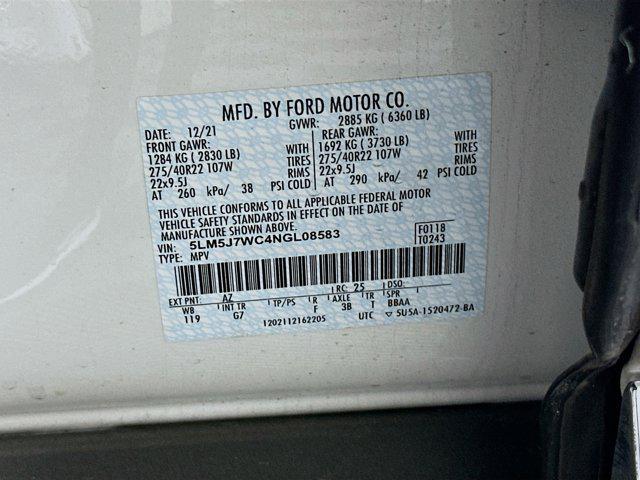 MFD. BY FORD MOTOR CO.
DATE: 12/21 GVWR: 2885 KG ( 6360 LB)
FRONT GAWR: WITH REAR GAWR: WITH
1284 KG ( 2830 LB) TIRES 1692 KG ( 3730 LB) TIRES
275/40R22 107W RIMS 275/40R22 107W RIMS
22x9.5J 22x9.5J
AT 260 kPa/ 38 PSI COLD AT 290 kPa/ 42 PSI COLD
THIS VEHICLE CONFORMS TO ALL APPLICABLE FEDERAL MOTOR
VEHICLE SAFETY STANDARDS IN EFFECT ON THE DATE OF
MANUFACTURE SHOWN ABOVE.
VIN: 5LM5J7WC4NGL08583 F0118
TYPE: MPV T0243
EXT PNT: AZ RC: 25 DSO:
WB INT TR TP/PS R AXLE TR SPR
119 G7 F 3B T BBAA
1202112162205 UTC ▽ 5U5A-1520472-BA